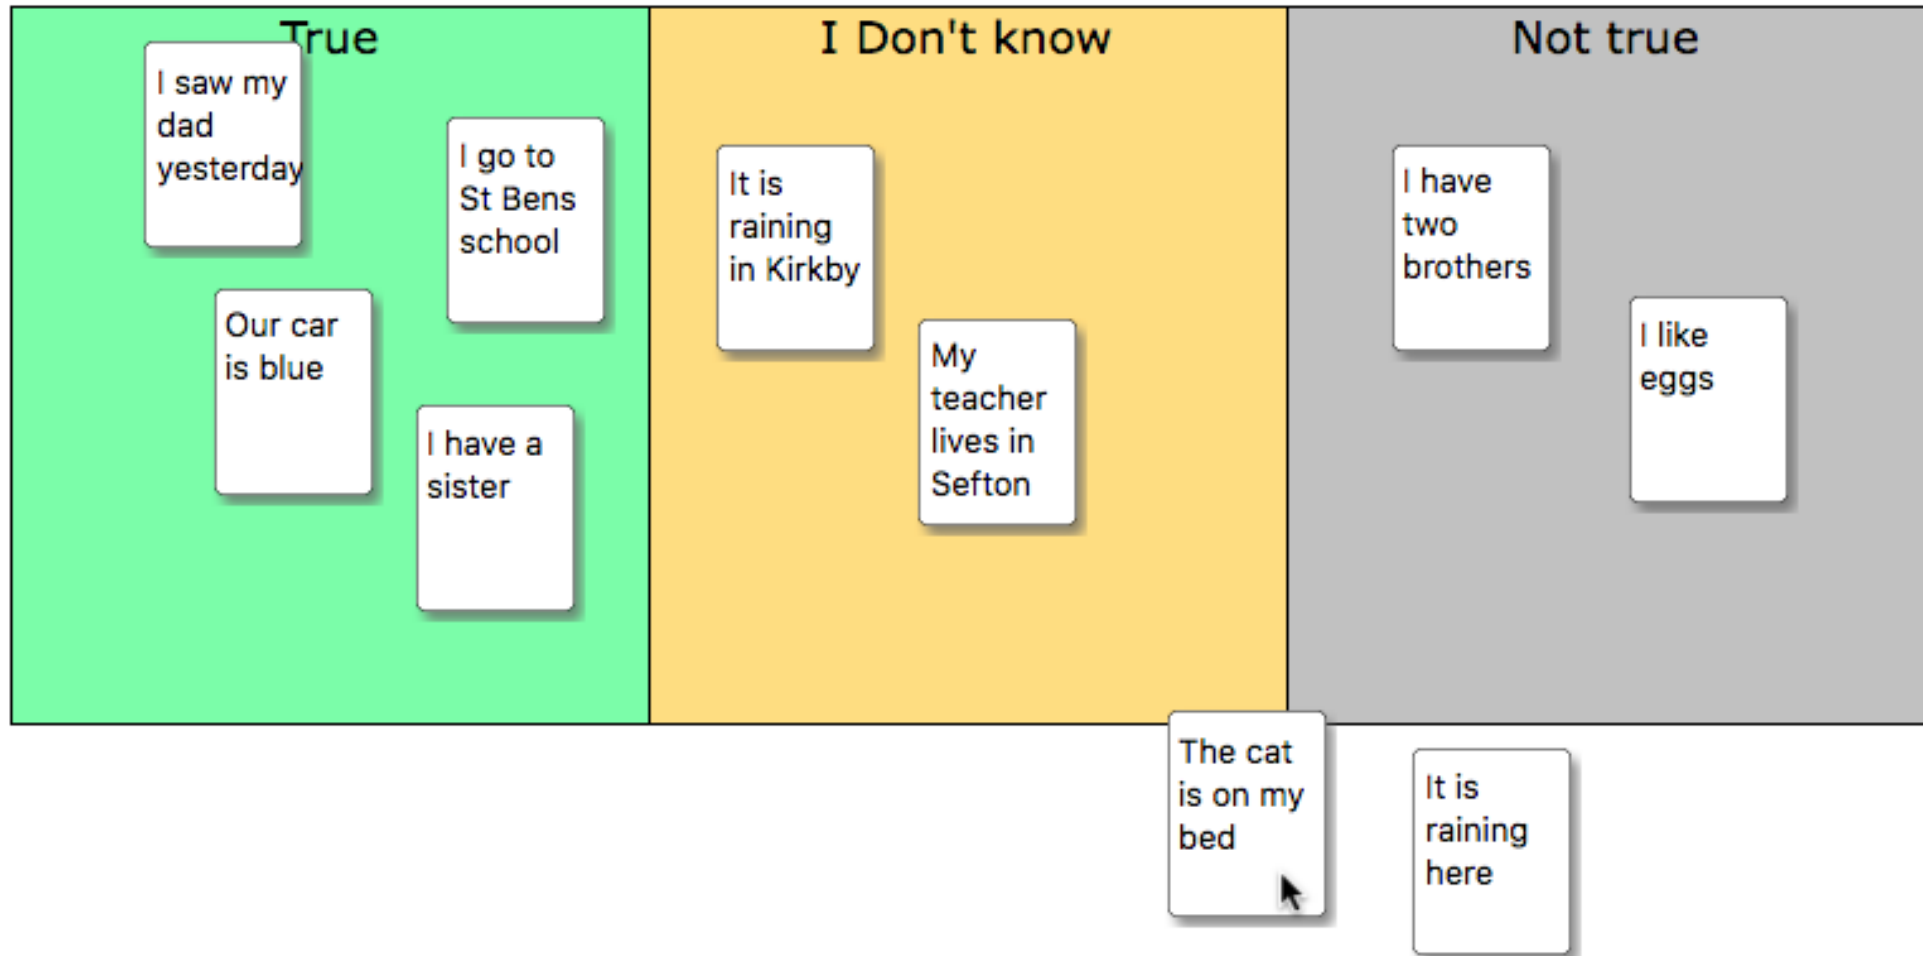 True
I Don't know
Not true
I saw my
dad
yesterday
I go to
St Bens
school
Our car
is blue
I have a
sister
It is
raining
in Kirkby
My
teacher
lives in
Sefton
I have
two
brothers
I like
eggs
The cat
is on my
bed
It is
raining
here